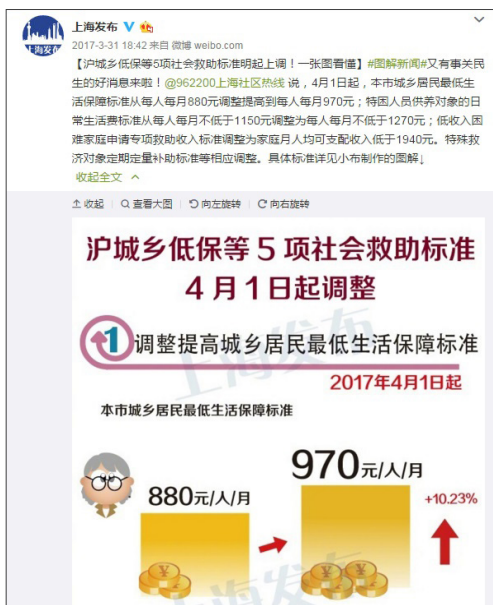 上海发布
2017-3-31 18:42 来自 微博 weibo.com
【沪城乡低保等5项社会救助标准明起上调！一张图看懂】#图解新闻#又有事关民
生的好消息来啦！@962200上海社区热线 说，4月1日起，本市城乡居民最低生
活保障标准从每人每月880元调整提高到每人每月970元；特困人员供养对象的日
常生活费标准从每人每月不低于1150元调整为每人每月不低于1270元；低收入困
难家庭申请专项救助收入标准调整为家庭月人均可支配收入低于1940元。特殊救
济对象定期定量补助标准等相应调整。具体标准详见小布制作的图解↓
收起全文
收起 查看大图 向左旋转 向右旋转
沪城乡低保等5项社会救助标准
4月1日起调整
1 调整提高城乡居民最低生活保障标准
2017年4月1日起
本市城乡居民最低生活保障标准
970元/人/月
880元/人/月
+10.23%
上海发布
上海发布